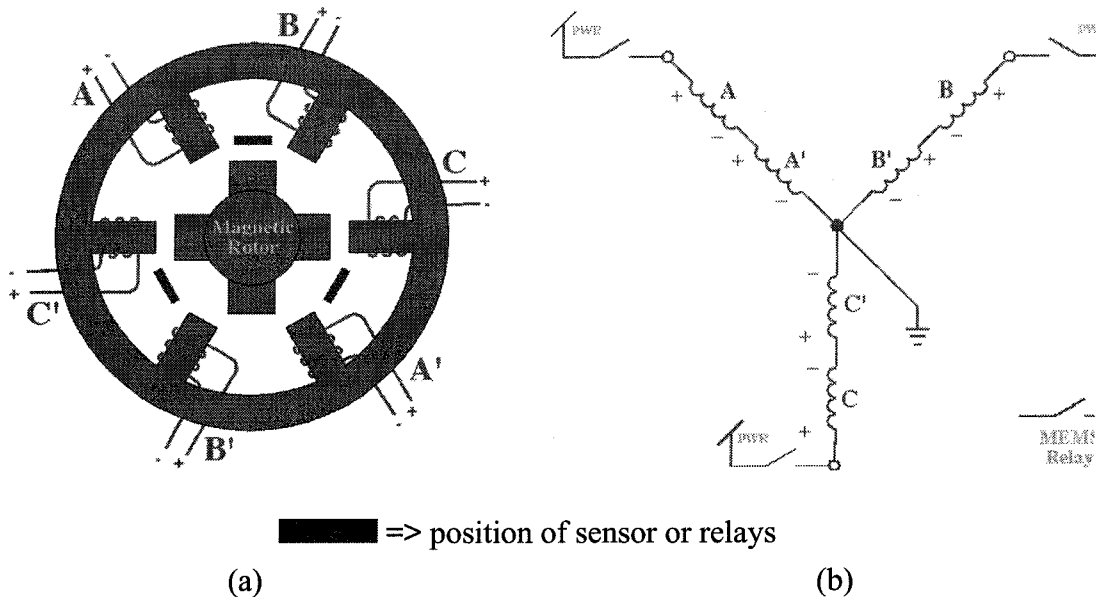 B
+ -
A
+ -
C
+
-
Magnetic
Rotor
-
+
C'
A'
- +
B'
- +
PWR
A
+
-
A'
+
-
B
+
-
B'
+
-
C'
-
+
C
-
+
PWR
MEMS
Relay
=> position of sensor or relays
(a)
(b)